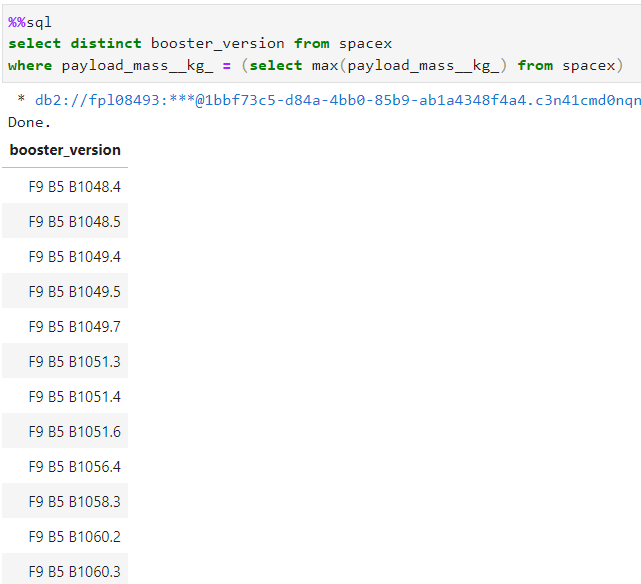 %%sql
select distinct booster_version from spacex
where payload_mass__kg_ = (select max(payload_mass__kg_) from spacex)
* db2://fpl08493:***@1bbf73c5-d84a-4bb0-85b9-ab1a4348f4a4.c3n41cmd0nqn
Done.
booster_version
F9 B5 B1048.4
F9 B5 B1048.5
F9 B5 B1049.4
F9 B5 B1049.5
F9 B5 B1049.7
F9 B5 B1051.3
F9 B5 B1051.4
F9 B5 B1051.6
F9 B5 B1056.4
F9 B5 B1058.3
F9 B5 B1060.2
F9 B5 B1060.3